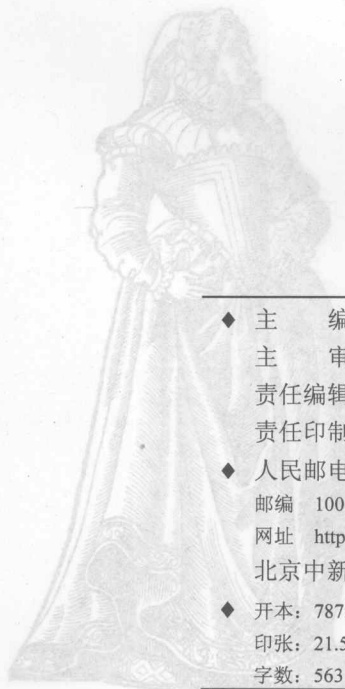 ◆ 主 编
主 审
责任编辑
责任印制
◆ 人民邮电
邮编 100
网址 http
北京中新
◆ 开本：787
印张：21.5
字数：563